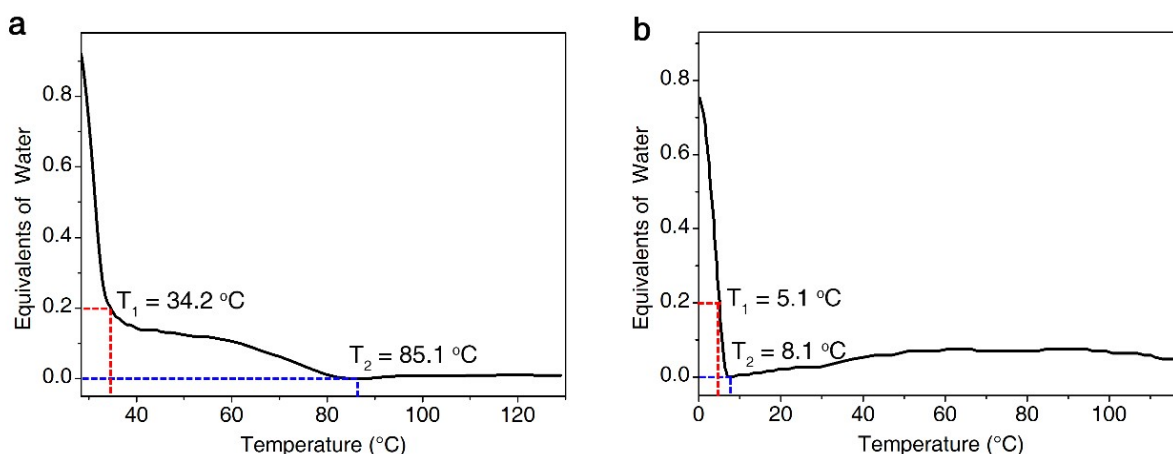 a
Equivalents of Water
0.8
0.6
0.4
0.2
0.0
T₁ = 34.2 °C
T₂ = 85.1 °C
40 60 80 100 120
Temperature (°C)
b
Equivalents of Water
0.8
0.6
0.4
0.2
0.0
T₁ = 5.1 °C
T₂ = 8.1 °C
0 20 40 60 80 100
Temperature (°C)